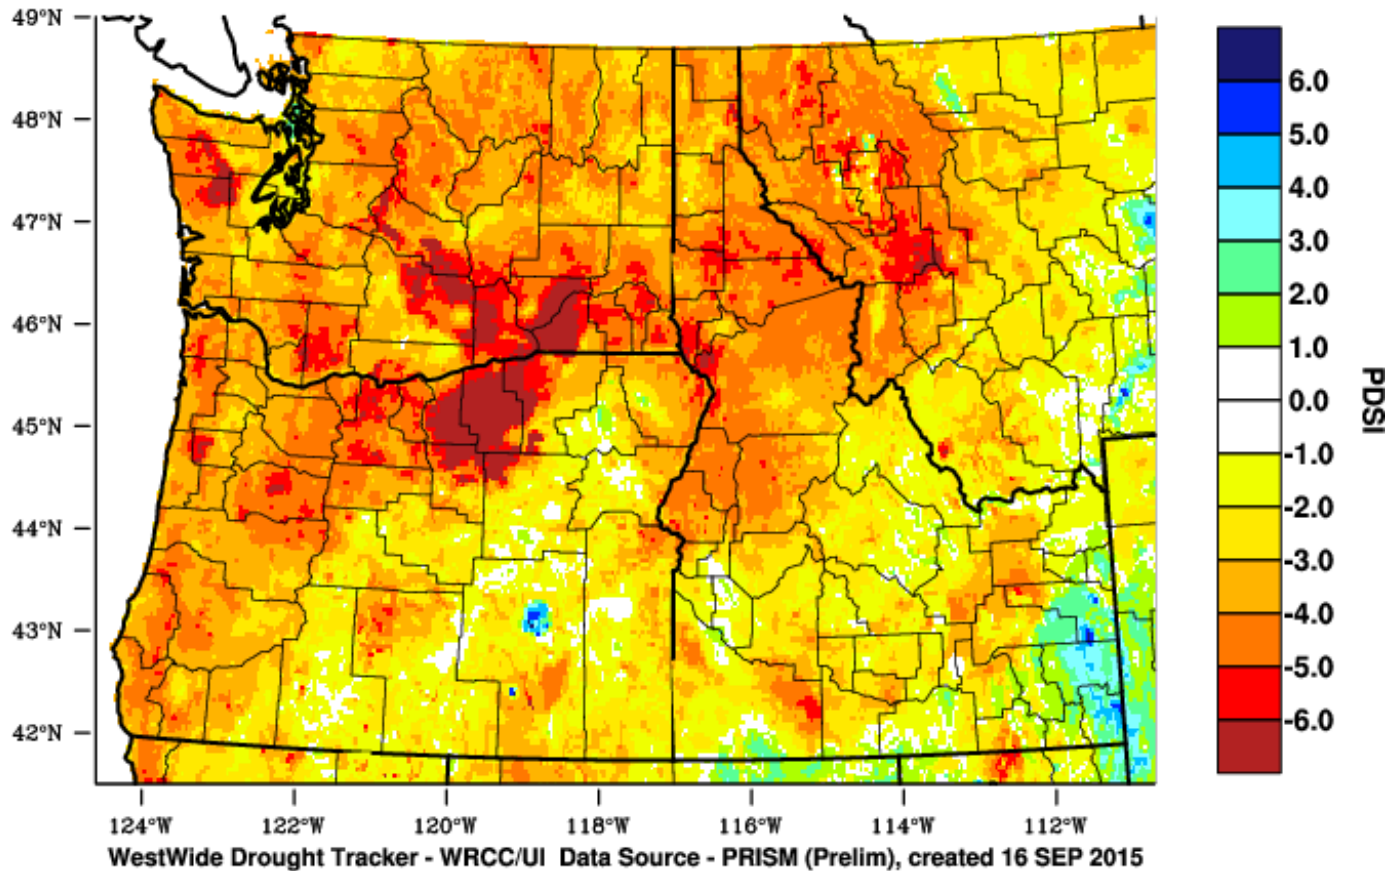 49°N
48°N
47°N
46°N
45°N
44°N
43°N
42°N
124°W 122°W 120°W 118°W 116°W 114°W 112°W
6.0
5.0
4.0
3.0
2.0
1.0
0.0
-1.0
-2.0
-3.0
-4.0
-5.0
-6.0
PDSI
WestWide Drought Tracker - WRCC/UI Data Source - PRISM (Prelim), created 16 SEP 2015